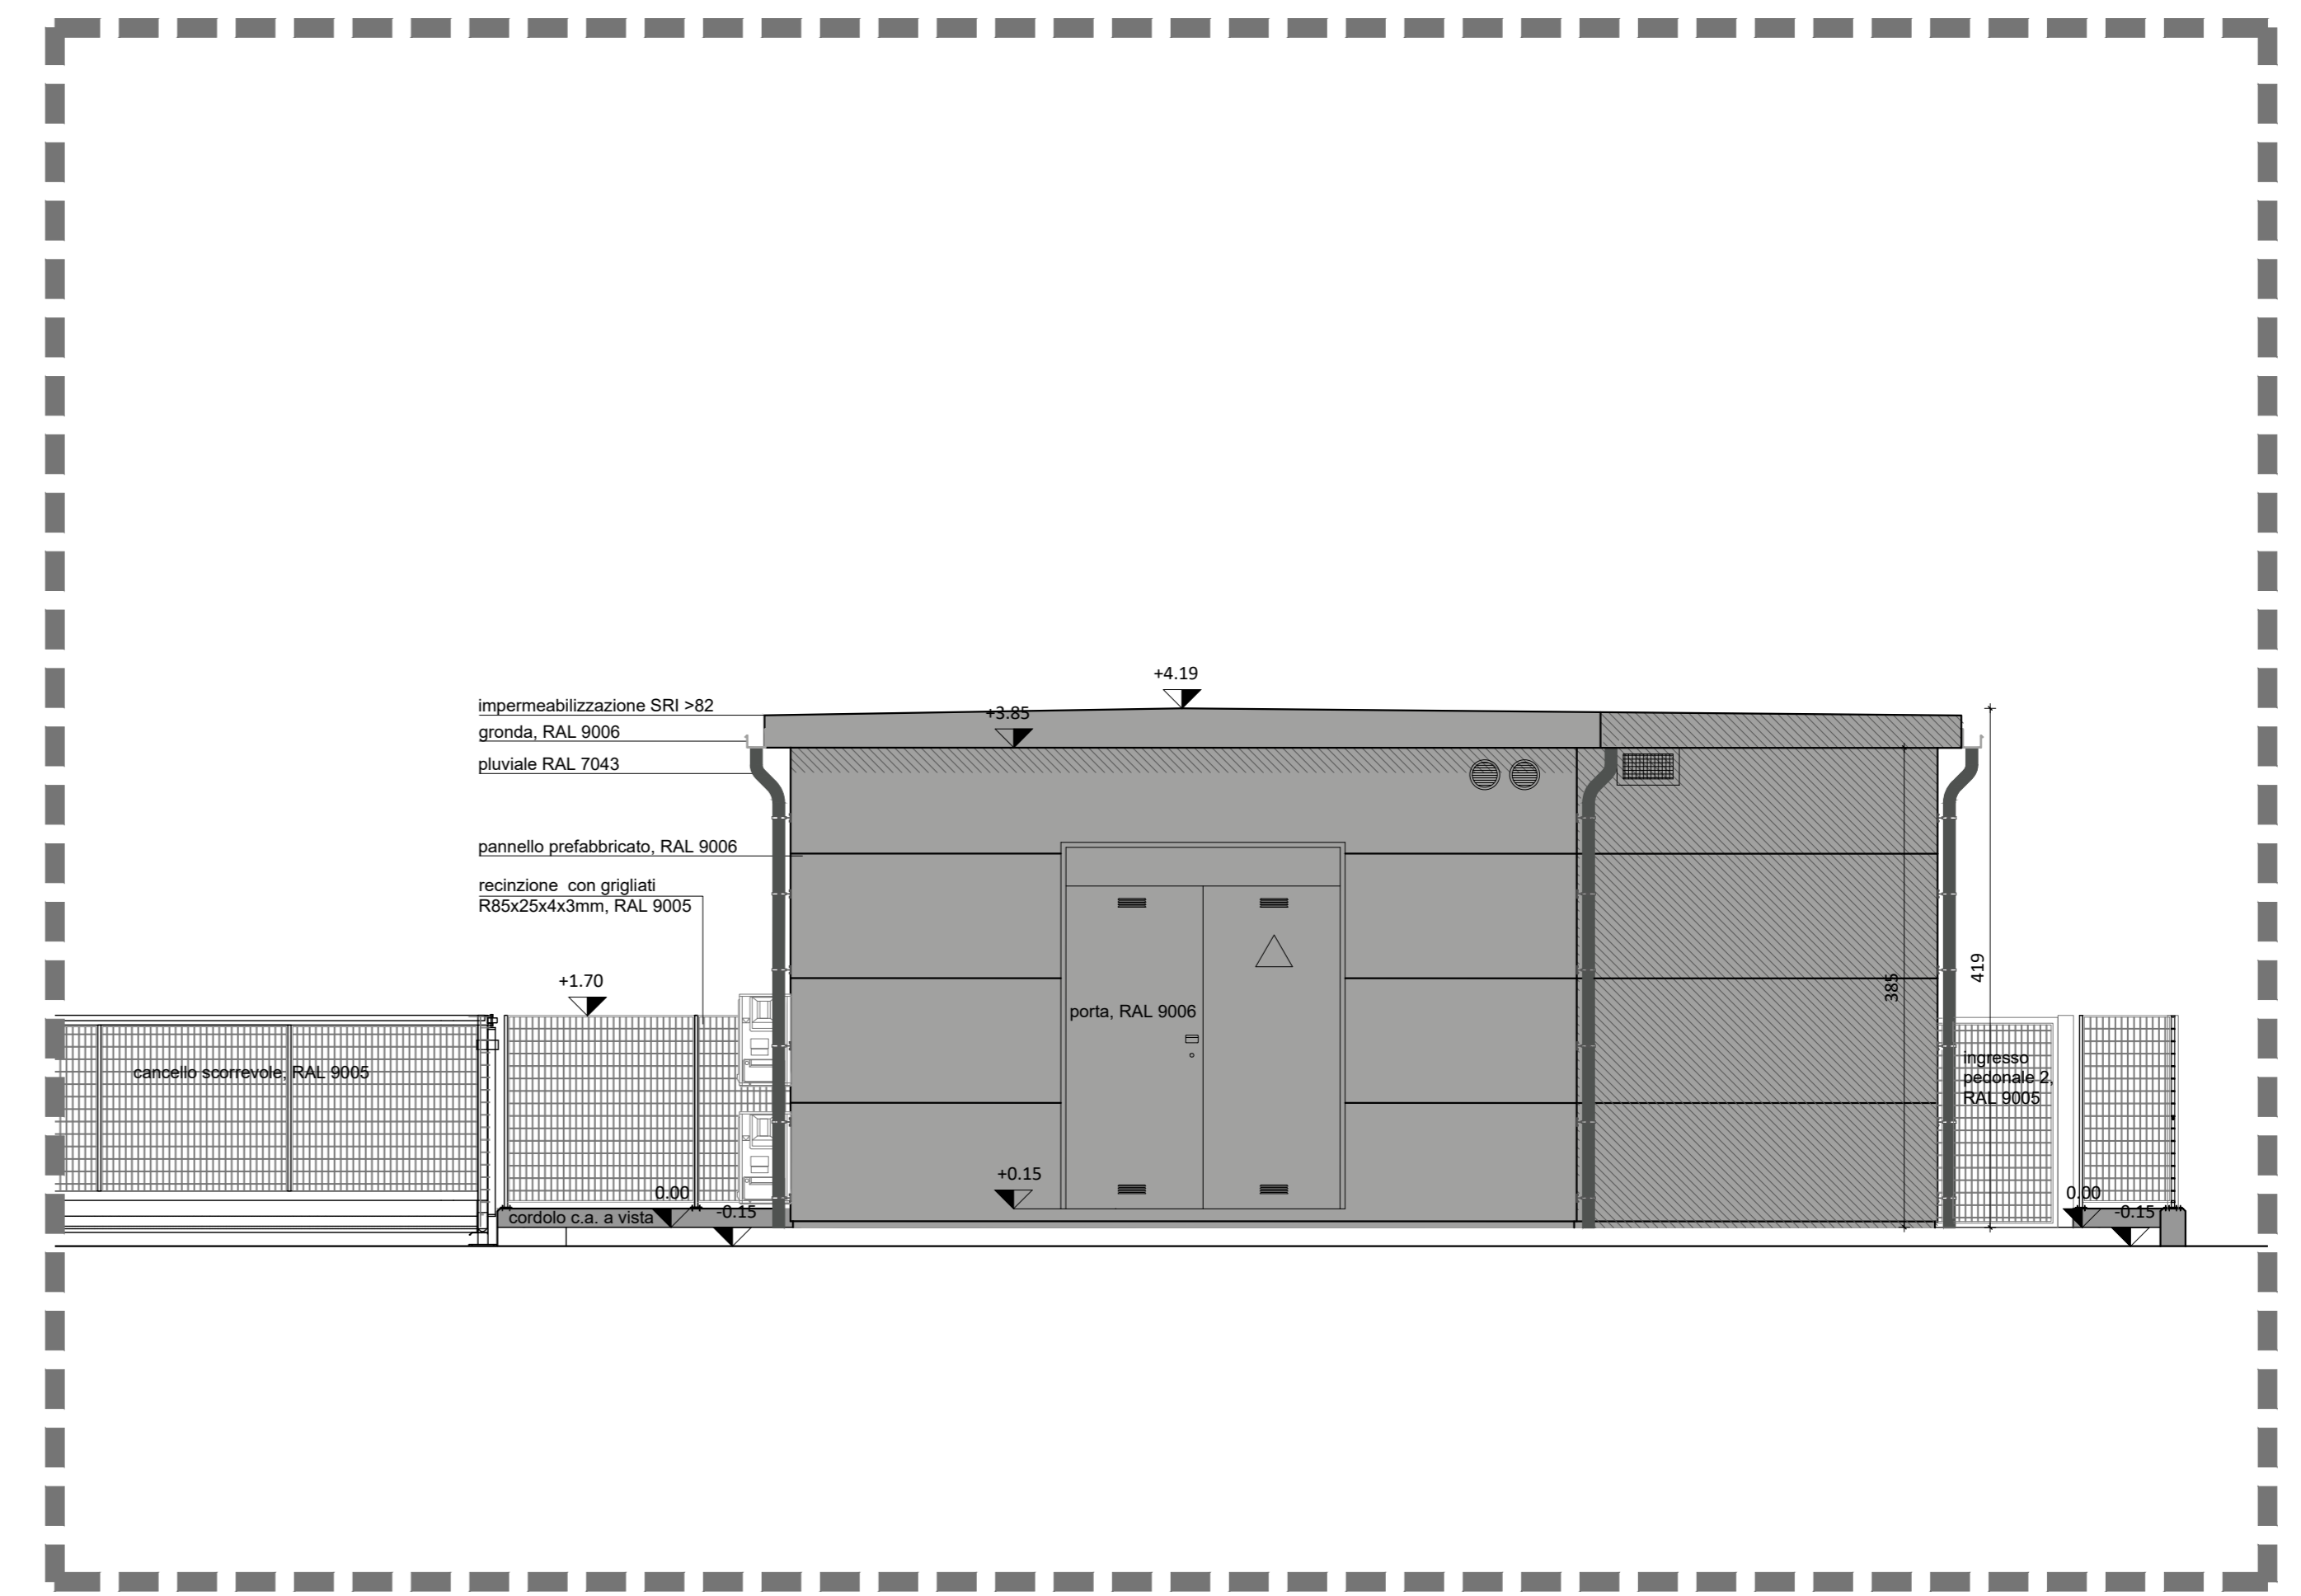 +4.19
impermeabilizzazione SRI >82
+3.85
gronda, RAL 9006
pluviale RAL 7043
pannello prefabbricato, RAL 9006
recinzione con grigliati
R85x25x4x3mm, RAL 9005
+1.70
385
419
porta, RAL 9006
cancello scorrevole, RAL 9005
ingresso
pedonale 2,
RAL 9005
+0.15
0.00
-0.15
cordolo c.a. a vista
0.00
-0.15